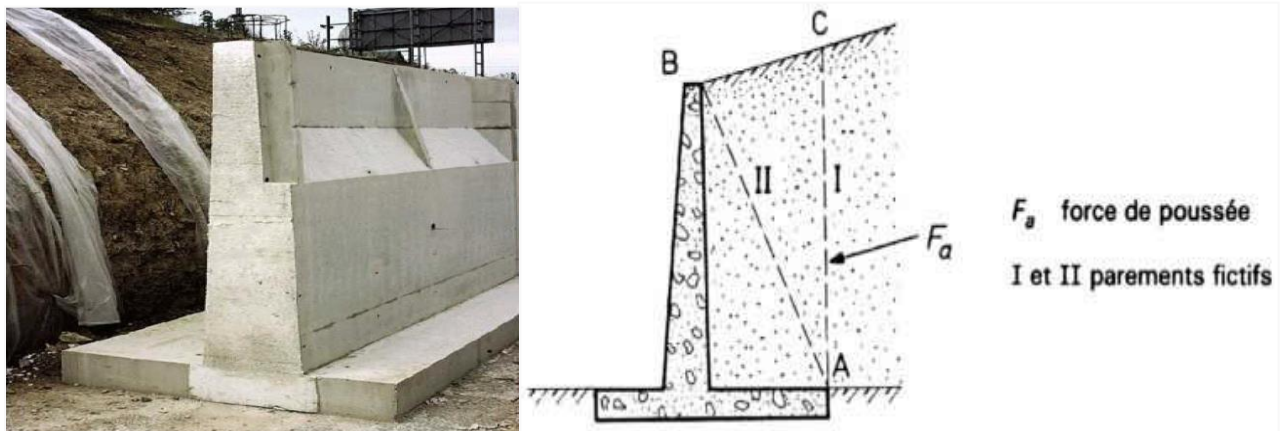 C
B
II
I
Fa
A
Fa force de poussée
I et II parements fictifs